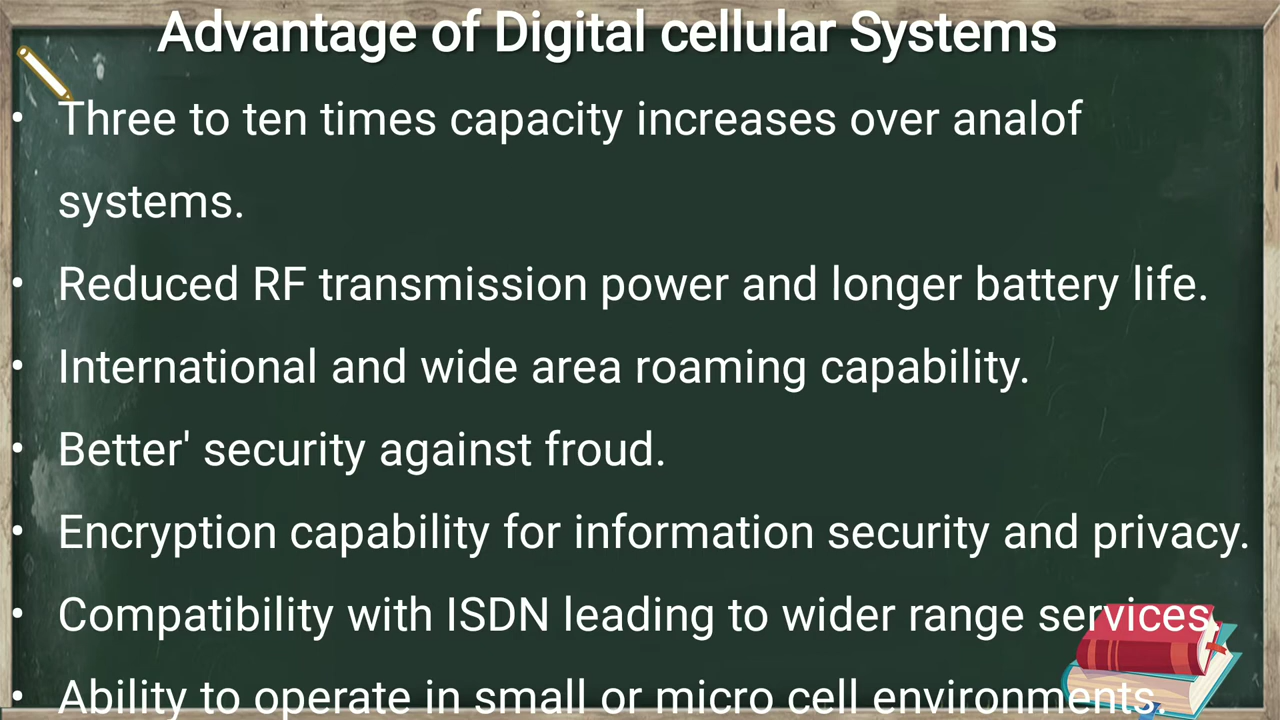 Advantage of Digital cellular Systems
• Three to ten times capacity increases over analof
systems.
• Reduced RF transmission power and longer battery life.
• International and wide area roaming capability.
• Better' security against froud.
• Encryption capability for information security and privacy.
• Compatibility with ISDN leading to wider range services.
• Ability to operate in small or micro cell environments.